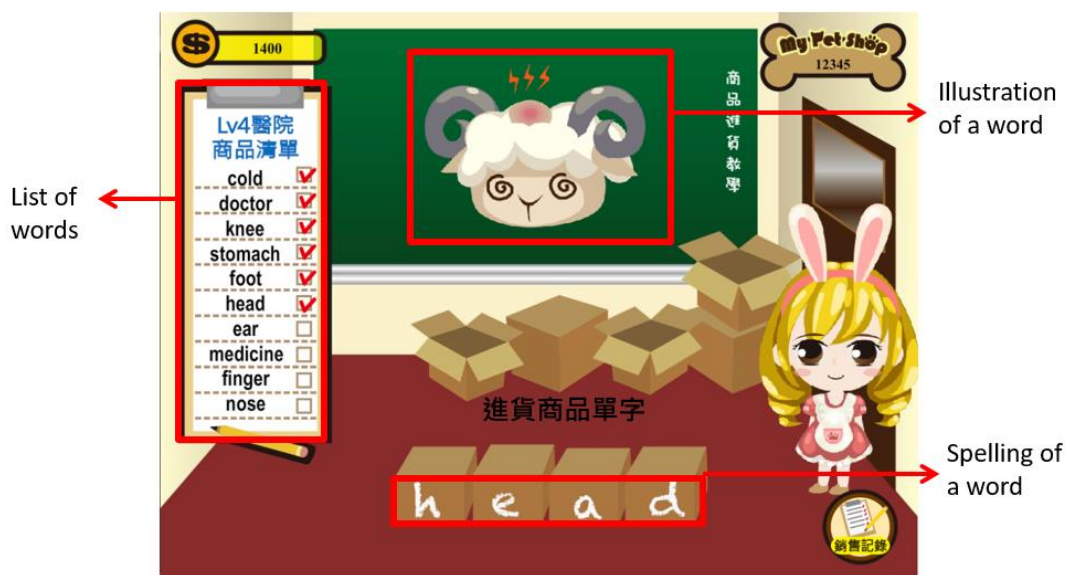 $ 1400
My Pet Shop
12345
商品進貨教學
Illustration
of a word
Lv4醫院
商品清單
cold
doctor
knee
stomach
foot
head
ear
medicine
finger
nose
List of
words
進貨商品單字
h e a d
Spelling of
a word
銷售記錄